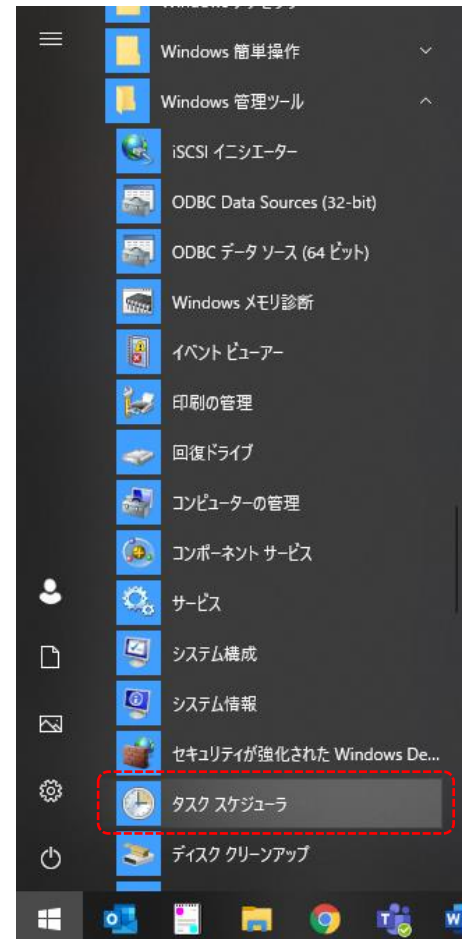 Windows 簡単操作
Windows 管理ツール
iSCSI イニシエーター
ODBC Data Sources (32-bit)
ODBC データ ソース (64 ビット)
Windows メモリ診断
イベント ビューアー
印刷の管理
回復ドライブ
コンピューターの管理
コンポーネント サービス
サービス
システム構成
システム情報
セキュリティが強化された Windows De...
タスク スケジューラ
ディスク クリーンアップ